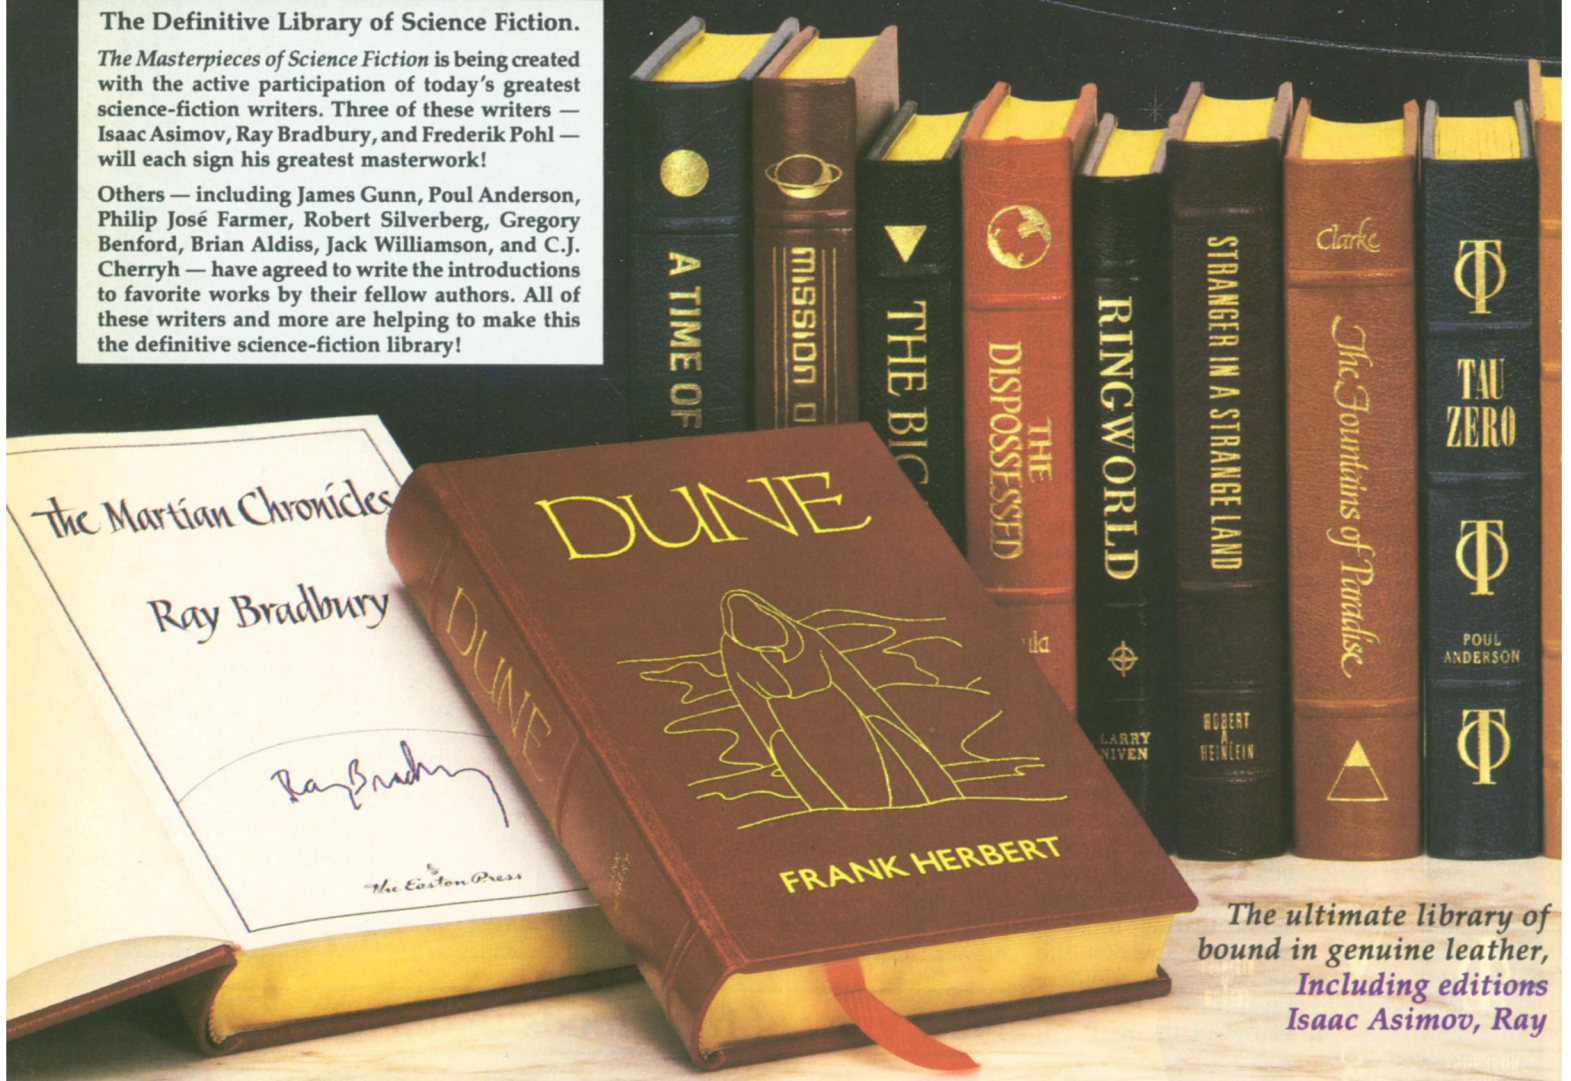 The Definitive Library of Science Fiction.
The Masterpieces of Science Fiction is being created
with the active participation of today's greatest
science-fiction writers. Three of these writers —
Isaac Asimov, Ray Bradbury, and Frederik Pohl —
will each sign his greatest masterwork!
Others — including James Gunn, Poul Anderson,
Philip José Farmer, Robert Silverberg, Gregory
Benford, Brian Aldiss, Jack Williamson, and C.J.
Cherryh — have agreed to write the introductions
to favorite works by their fellow authors. All of
these writers and more are helping to make this
the definitive science-fiction library!
A TIME OF
MISSION O
THE BIG
THE
DISPOSSESSED
ula
RINGWORLD
LARRY
NIVEN
STRANGER IN A STRANGE LAND
ROBERT
A.
HEINLEIN
Clarke
The Fountains of Paradise
TAU
ZERO
POUL
ANDERSON
The Martian Chronicles
Ray Bradbury
Ray Bradbury
The Easton Press
DUNE
DUNE
FRANK HERBERT
The ultimate library of
bound in genuine leather,
Including editions
Isaac Asimov, Ray